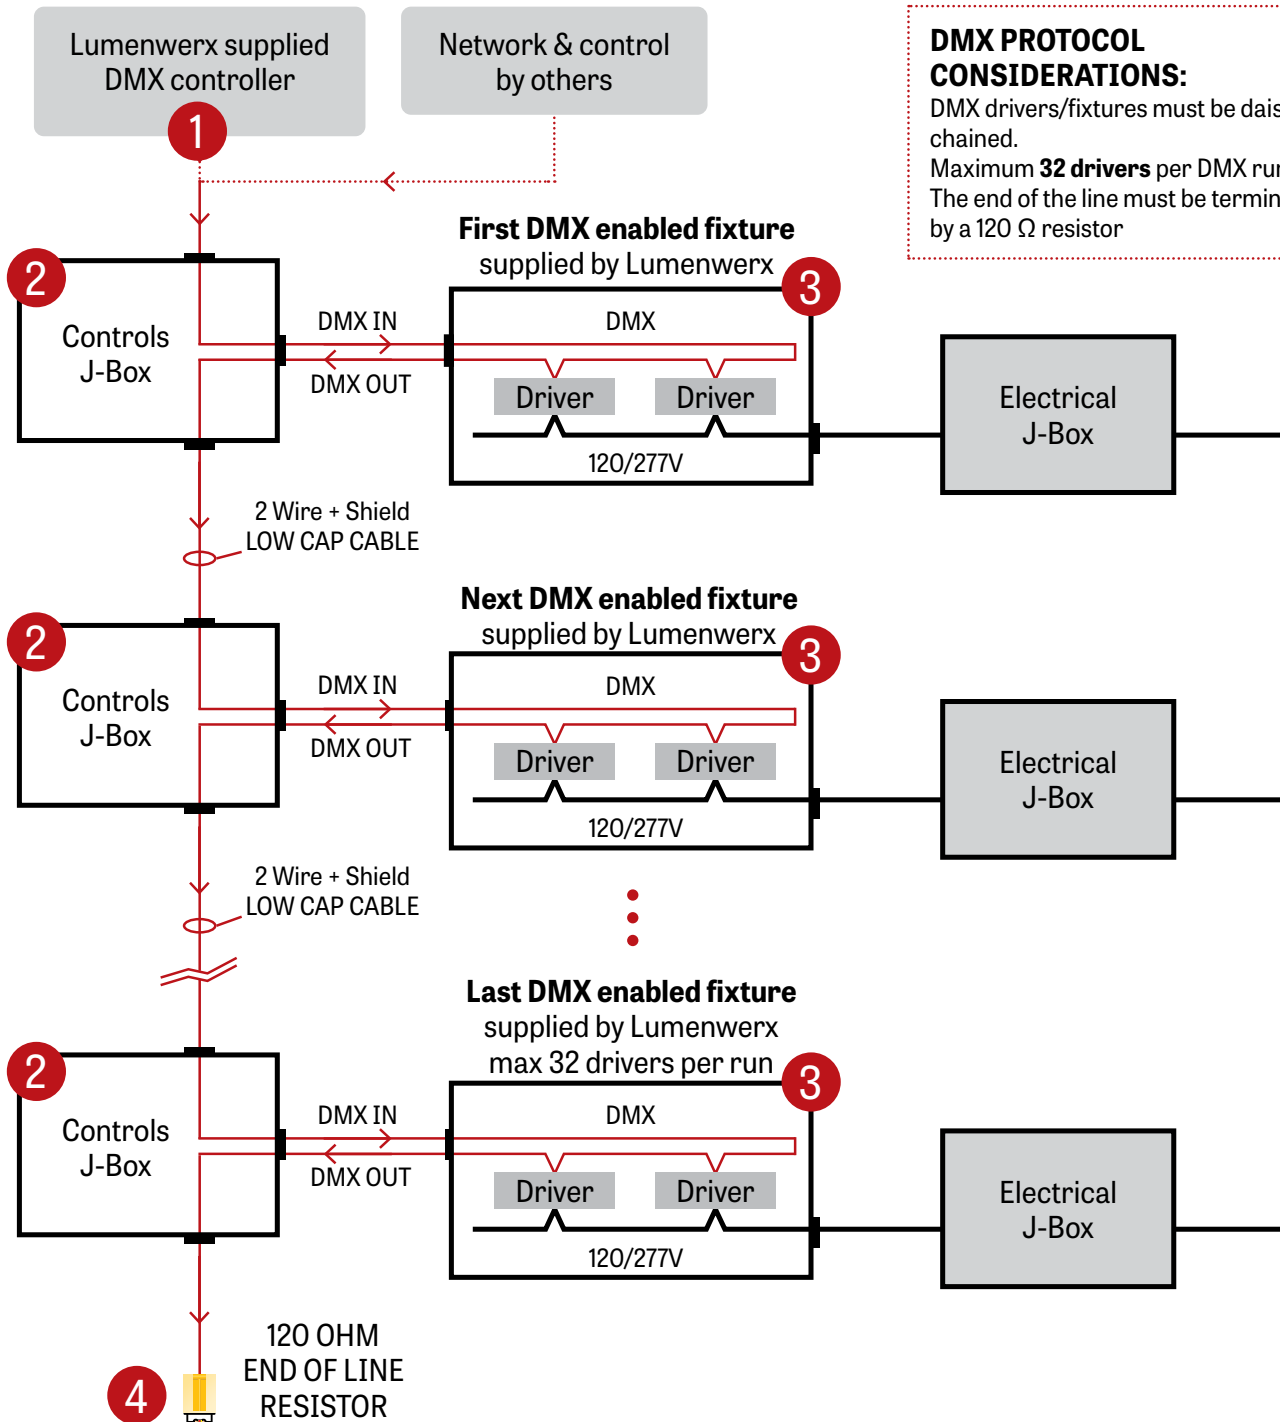 Lumenwerx supplied
DMX controller
1
Network & control
by others
DMX PROTOCOL
CONSIDERATIONS:
DMX drivers/fixtures must be dais
chained.
Maximum 32 drivers per DMX run
The end of the line must be termin
by a 120 Ω resistor
2
Controls
J-Box
DMX IN
DMX OUT
First DMX enabled fixture
supplied by Lumenwerx
3
DMX
Driver
Driver
120/277V
Electrical
J-Box
2 Wire + Shield
LOW CAP CABLE
2
Controls
J-Box
DMX IN
DMX OUT
Next DMX enabled fixture
supplied by Lumenwerx
3
DMX
Driver
Driver
120/277V
Electrical
J-Box
2 Wire + Shield
LOW CAP CABLE
2
Controls
J-Box
DMX IN
DMX OUT
Last DMX enabled fixture
supplied by Lumenwerx
max 32 drivers per run
3
DMX
Driver
Driver
120/277V
Electrical
J-Box
4
120 OHM
END OF LINE
RESISTOR